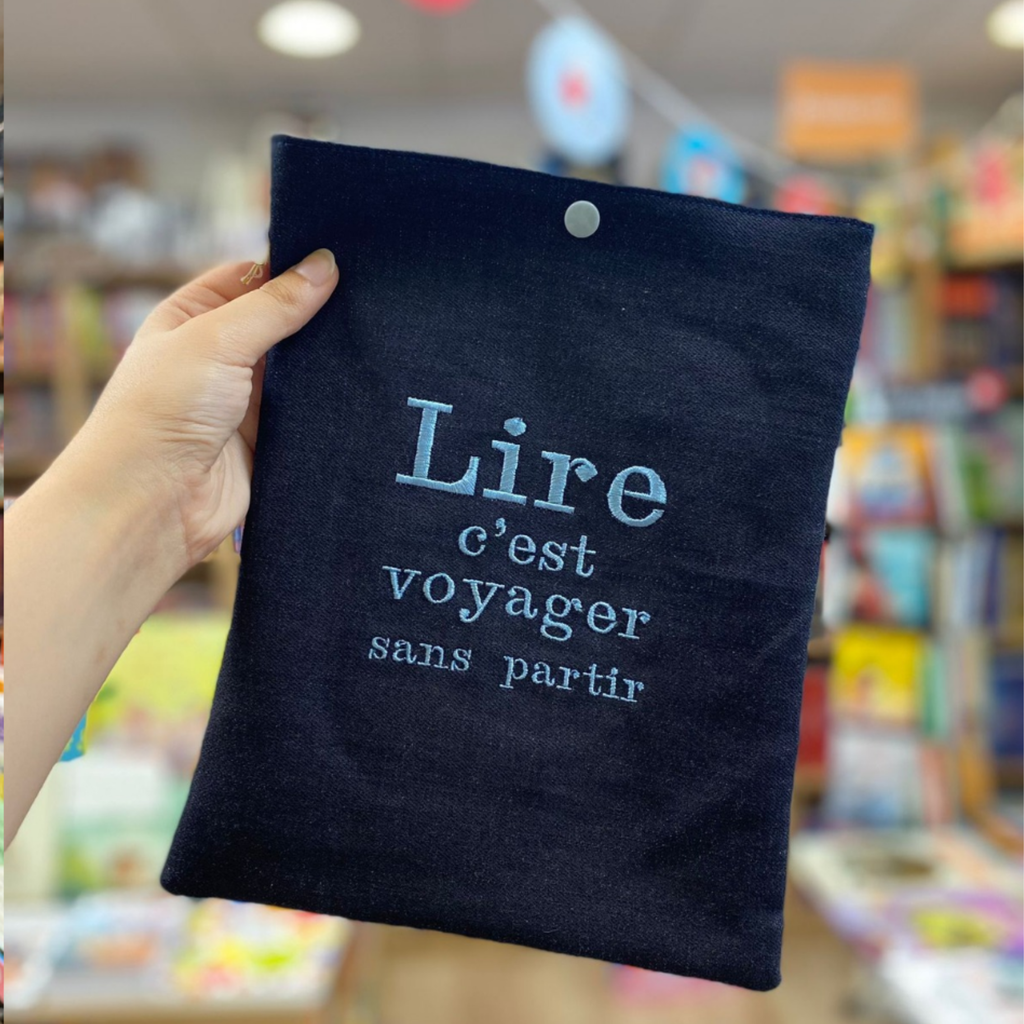 Lire
c'est
voyager
sans partir